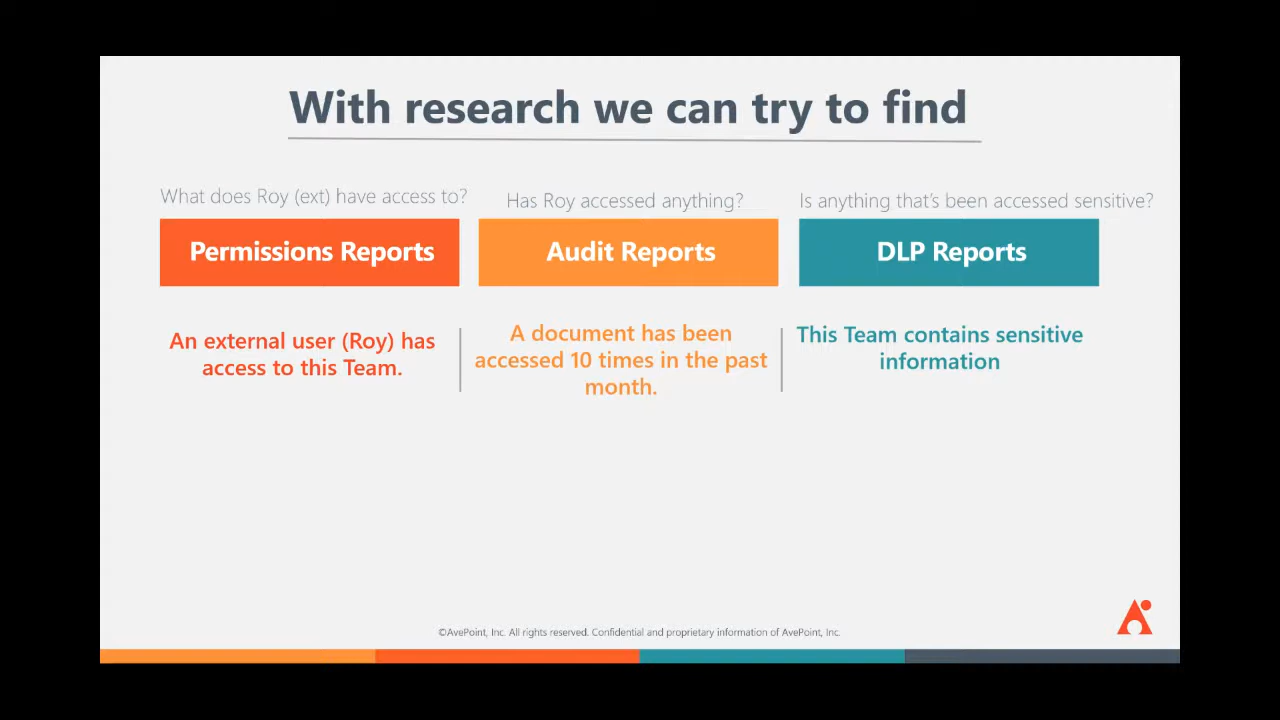 With research we can try to find
What does Roy (ext) have access to?
Permissions Reports
An external user (Roy) has
access to this Team.
Has Roy accessed anything?
Audit Reports
A document has been
accessed 10 times in the past
month.
Is anything that's been accessed sensitive?
DLP Reports
This Team contains sensitive
information
©AvePoint, Inc. All rights reserved. Confidential and proprietary information of AvePoint, Inc.